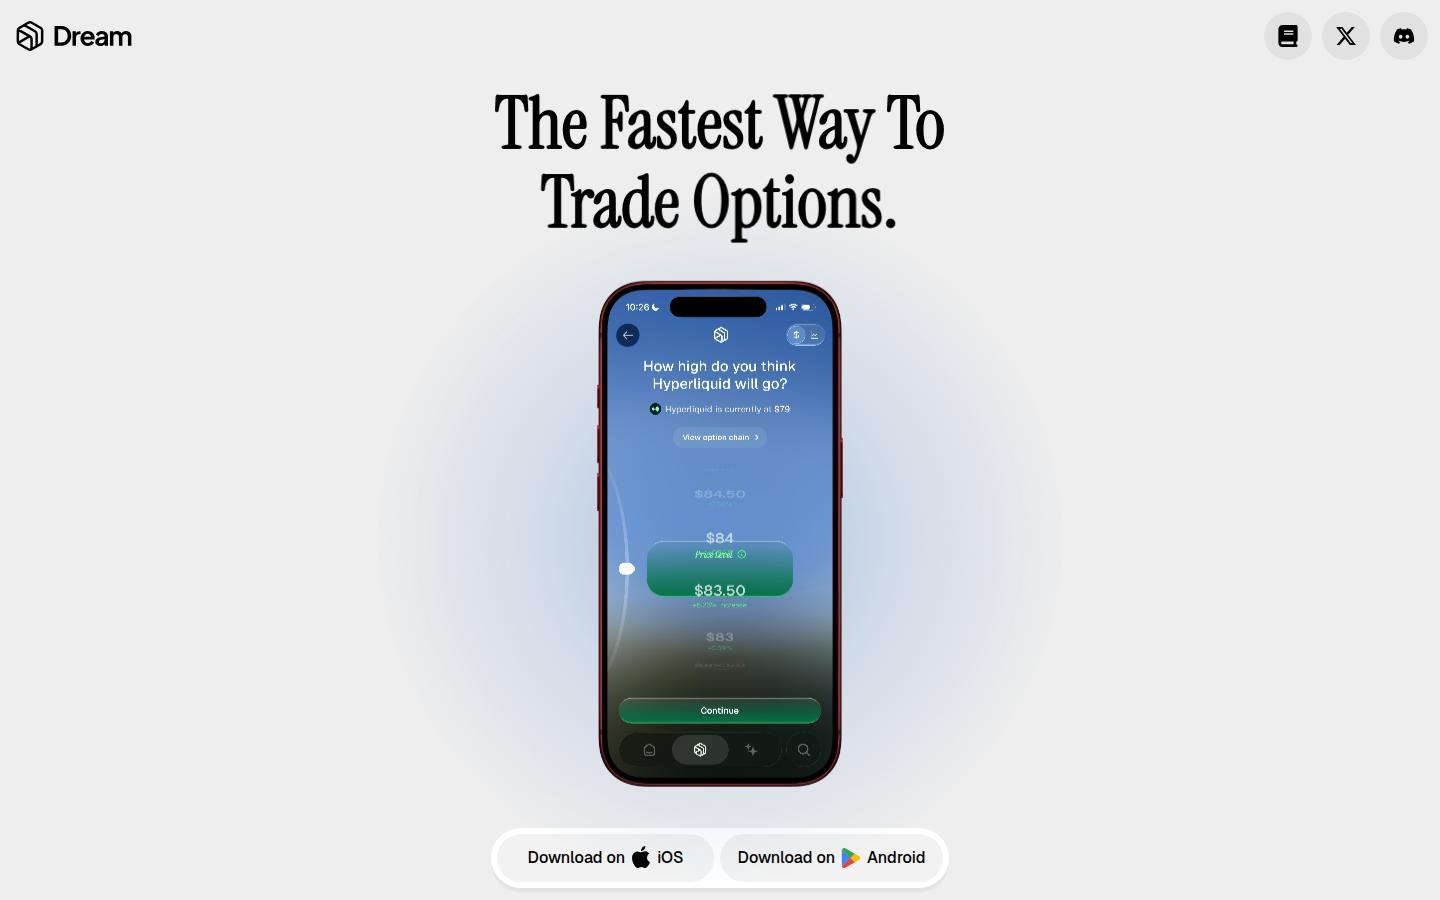 Dream
The Fastest Way To
Trade Options.
10:26
$
How high do you think
Hyperliquid will go?
Hyperliquid is currently at $79
View option chain
$84.50
$84
Price level
$83.50
$83
Continue
Download on iOS
Download on Android